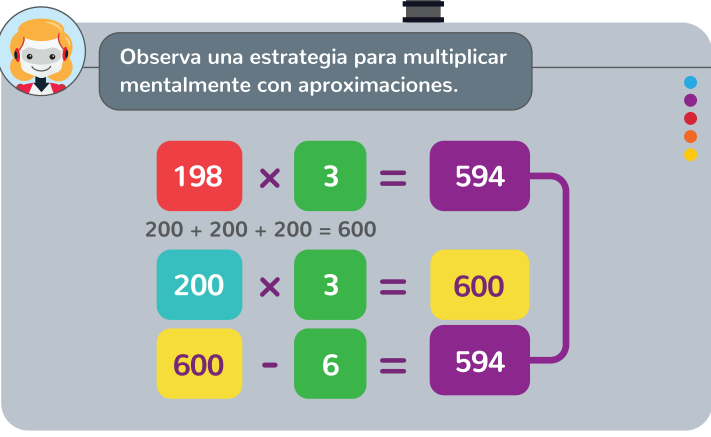 Observa una estrategia para multiplicar
mentalmente con aproximaciones.
198 × 3 = 594
200 + 200 + 200 = 600
200 × 3 = 600
600 - 6 = 594